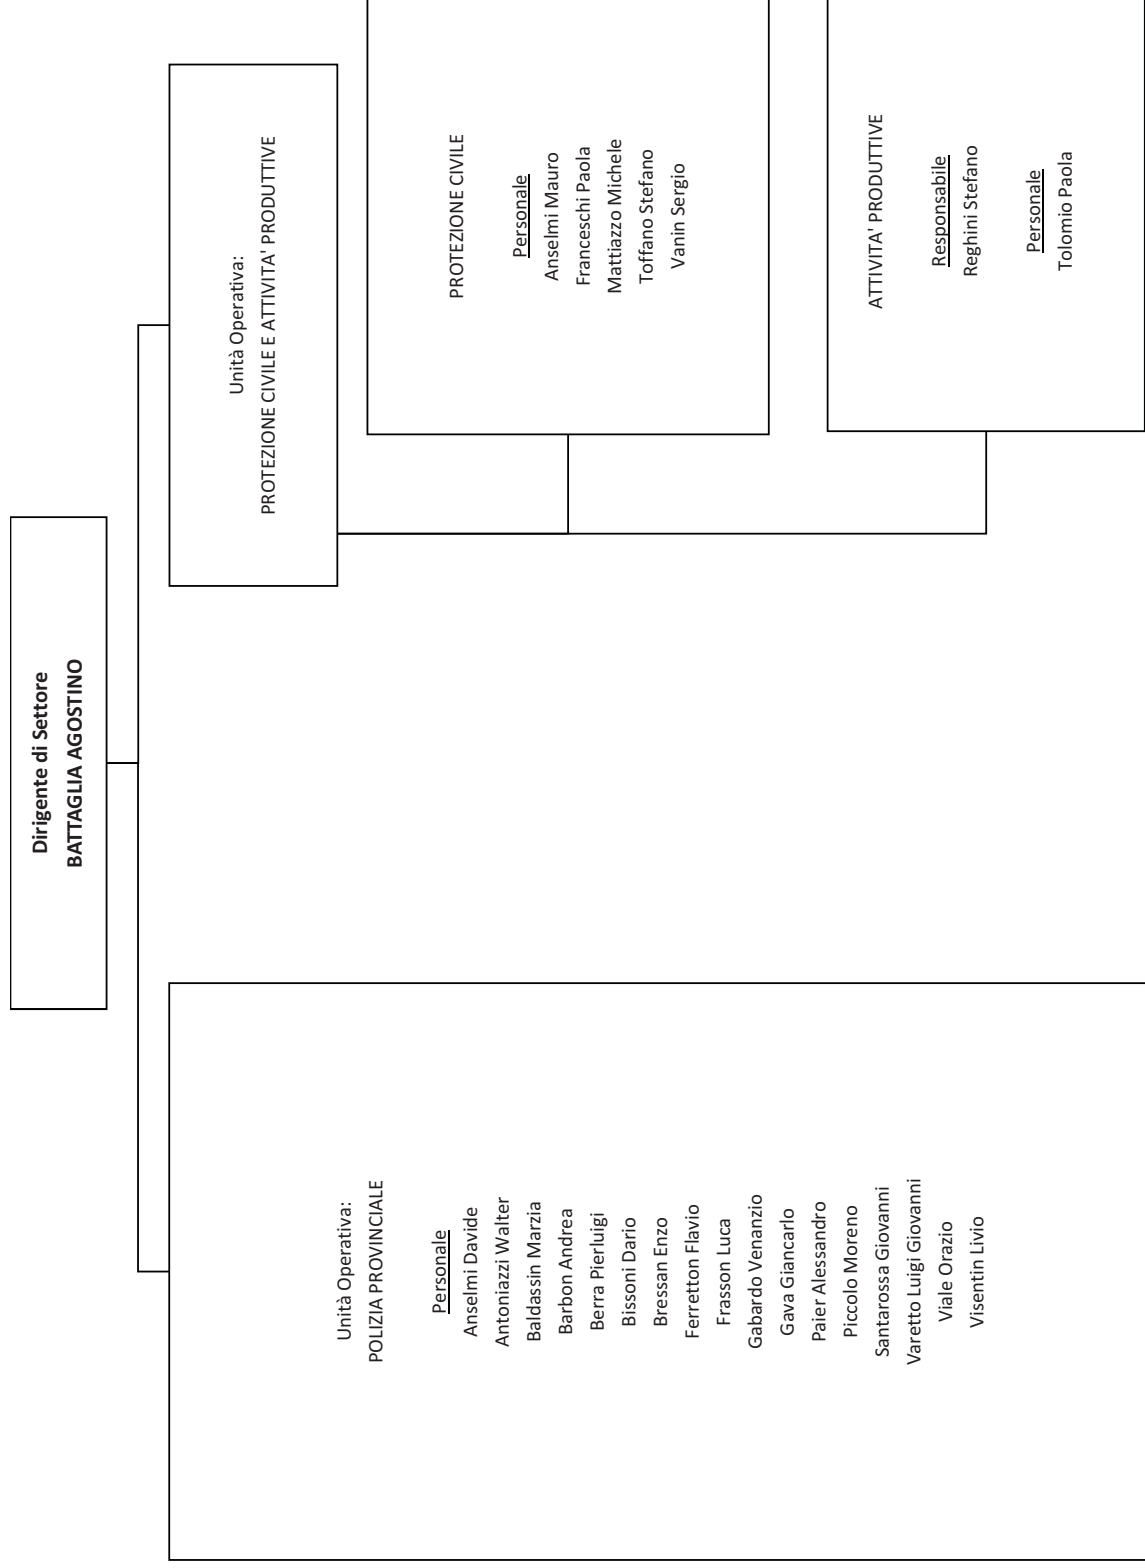 Dirigente di Settore
BATTAGLIA AGOSTINO
Unità Operativa:
POLIZIA PROVINCIALE
Personale
Anselmi Davide
Antoniazzi Walter
Baldassin Marzia
Barbon Andrea
Berra Pierluigi
Bissoni Dario
Bressan Enzo
Ferretton Flavio
Frasson Luca
Gabardo Venanzio
Gava Giancarlo
Paier Alessandro
Piccolo Moreno
Santarossa Giovanni
Varetto Luigi Giovanni
Viale Orazio
Visentin Livio
Unità Operativa:
PROTEZIONE CIVILE E ATTIVITA' PRODUTTIVE
PROTEZIONE CIVILE
Personale
Anselmi Mauro
Franceschi Paola
Mattiazzo Michele
Toffano Stefano
Vanin Sergio
ATTIVITA' PRODUTTIVE
Responsabile
Reghini Stefano
Personale
Tolomio Paola